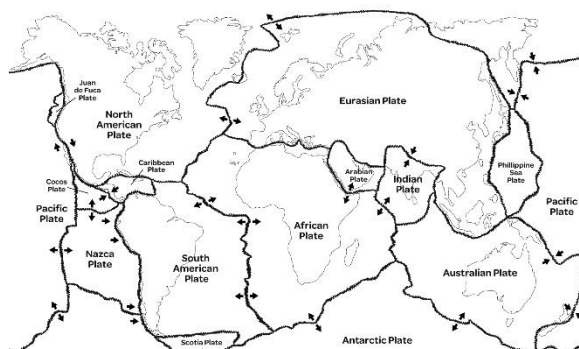 Juan
de Fuca
Plate
North
American
Plate
Eurasian Plate
Caribbean
Plate
Cocos
Plate
Pacific
Plate
Nazca
Plate
South
American
Plate
African
Plate
Arabian
Plate
Indian
Plate
Phillippine
Sea
Plate
Pacific
Plate
Australian Plate
Scotia Plate
Antarctic Plate